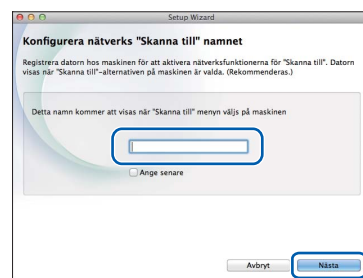 Setup Wizard
Konfigurera nätverks "Skanna till" namnet
Registrera datorn hos maskinen för att aktivera nätverksfunktionerna för "Skanna till". Datorn
visas när "Skanna till"-alternativen på maskinen är valda. (Rekommenderas.)
Detta namn kommer att visas när "Skanna till" menyn väljs på maskinen
Ange senare
Avbryt
Nästa